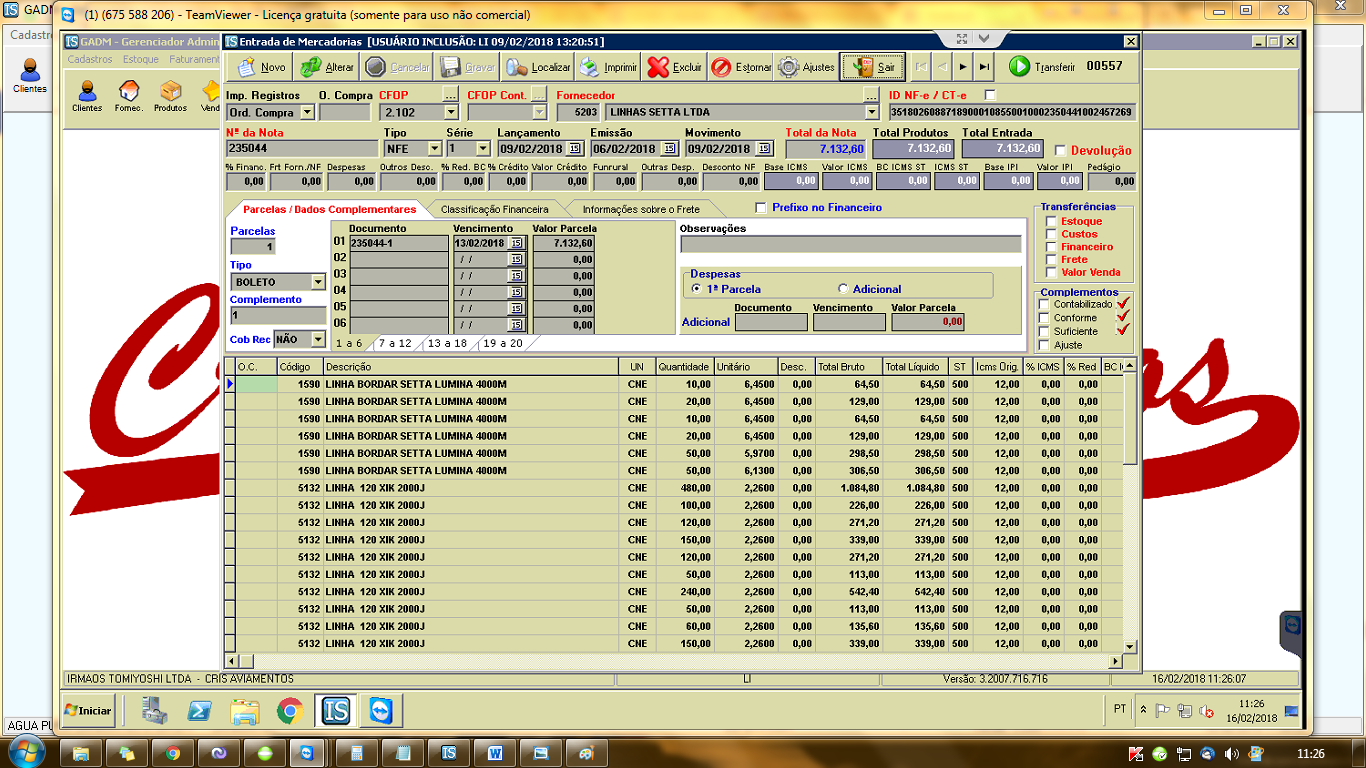 GADM
(1) (675 588 206) - TeamViewer - Licença gratuita (somente para uso não comercial)
Cadastros
Clientes
GADM - Gerenciador Admin
Cadastros Estoque Faturament
Clientes Fornec. Produtos Vend
Entrada de Mercadorias [USUÁRIO INCLUSÃO: LI 09/02/2018 13:20:51]
Novo Alterar Cancelar Gravar Localizar Imprimir Excluir Estornar Ajustes Sair Transferir 00557
Imp. Registros O. Compra CFOP ... CFOP Cont. ... Fornecedor ... ID NF-e / CT-e
Ord. Compra 2.102 5203 LINHAS SETTA LTDA 35180260887189000108550010002350441002457269
Nº da Nota Tipo Série Lançamento Emissão Movimento Total da Nota Total Produtos Total Entrada
235044 NFE 1 09/02/2018 15 06/02/2018 15 09/02/2018 15 7.132,60 7.132,60 7.132,60 Devolução
% Financ. Frt Forn./NF Despesas Outros Desc. % Red. BC % Crédito Valor Crédito Funrural Outras Desp. Desconto NF Base ICMS Valor ICMS BC ICMS ST ICMS ST Base IPI Valor IPI Pedágio
0,00 0,00 0,00 0,00 0,00 0,00 0,00 0,00 0,00 0,00 0,00 0,00 0,00 0,00 0,00 0,00 0,00
Parcelas / Dados Complementares Classificação Financeira Informações sobre o Frete Prefixo no Financeiro
Parcelas
1
Tipo
BOLETO
Complemento
1
Cob Rec NÃO
Documento Vencimento Valor Parcela
01 235044-1 13/02/2018 15 7.132,60
02 / / 15 0,00
03 / / 15 0,00
04 / / 15 0,00
05 / / 15 0,00
06 / / 15 0,00
1 a 6 7 a 12 13 a 18 19 a 20
Observações
Despesas
1ª Parcela Adicional
Documento Vencimento Valor Parcela
Adicional 0,00
Transferências
Estoque
Custos
Financeiro
Frete
Valor Venda
Complementos
Contabilizado
Conforme
Suficiente
Ajuste
O.C. Código Descrição UN Quantidade Unitário Desc. Total Bruto Total Líquido ST Icms Orig. % ICMS % Red BC I
1590 LINHA BORDAR SETTA LUMINA 4000M CNE 10,00 6,4500 0,00 64,50 64,50 500 12,00 0,00 0,00
1590 LINHA BORDAR SETTA LUMINA 4000M CNE 20,00 6,4500 0,00 129,00 129,00 500 12,00 0,00 0,00
1590 LINHA BORDAR SETTA LUMINA 4000M CNE 10,00 6,4500 0,00 64,50 64,50 500 12,00 0,00 0,00
1590 LINHA BORDAR SETTA LUMINA 4000M CNE 20,00 6,4500 0,00 129,00 129,00 500 12,00 0,00 0,00
1590 LINHA BORDAR SETTA LUMINA 4000M CNE 50,00 5,9700 0,00 298,50 298,50 500 12,00 0,00 0,00
1590 LINHA BORDAR SETTA LUMINA 4000M CNE 50,00 6,1300 0,00 306,50 306,50 500 12,00 0,00 0,00
5132 LINHA 120 XIK 2000J CNE 480,00 2,2600 0,00 1.084,80 1.084,80 500 12,00 0,00 0,00
5132 LINHA 120 XIK 2000J CNE 100,00 2,2600 0,00 226,00 226,00 500 12,00 0,00 0,00
5132 LINHA 120 XIK 2000J CNE 120,00 2,2600 0,00 271,20 271,20 500 12,00 0,00 0,00
5132 LINHA 120 XIK 2000J CNE 150,00 2,2600 0,00 339,00 339,00 500 12,00 0,00 0,00
5132 LINHA 120 XIK 2000J CNE 120,00 2,2600 0,00 271,20 271,20 500 12,00 0,00 0,00
5132 LINHA 120 XIK 2000J CNE 50,00 2,2600 0,00 113,00 113,00 500 12,00 0,00 0,00
5132 LINHA 120 XIK 2000J CNE 240,00 2,2600 0,00 542,40 542,40 500 12,00 0,00 0,00
5132 LINHA 120 XIK 2000J CNE 50,00 2,2600 0,00 113,00 113,00 500 12,00 0,00 0,00
5132 LINHA 120 XIK 2000J CNE 60,00 2,2600 0,00 135,60 135,60 500 12,00 0,00 0,00
5132 LINHA 120 XIK 2000J CNE 150,00 2,2600 0,00 339,00 339,00 500 12,00 0,00 0,00
IRMAOS TOMIYOSHI LTDA - CRIS AVIAMENTOS LI Versão: 3.2007.716.716 16/02/2018 11:26:07
Iniciar IS PT 11:26
16/02/2018
AGUA PU
11:26